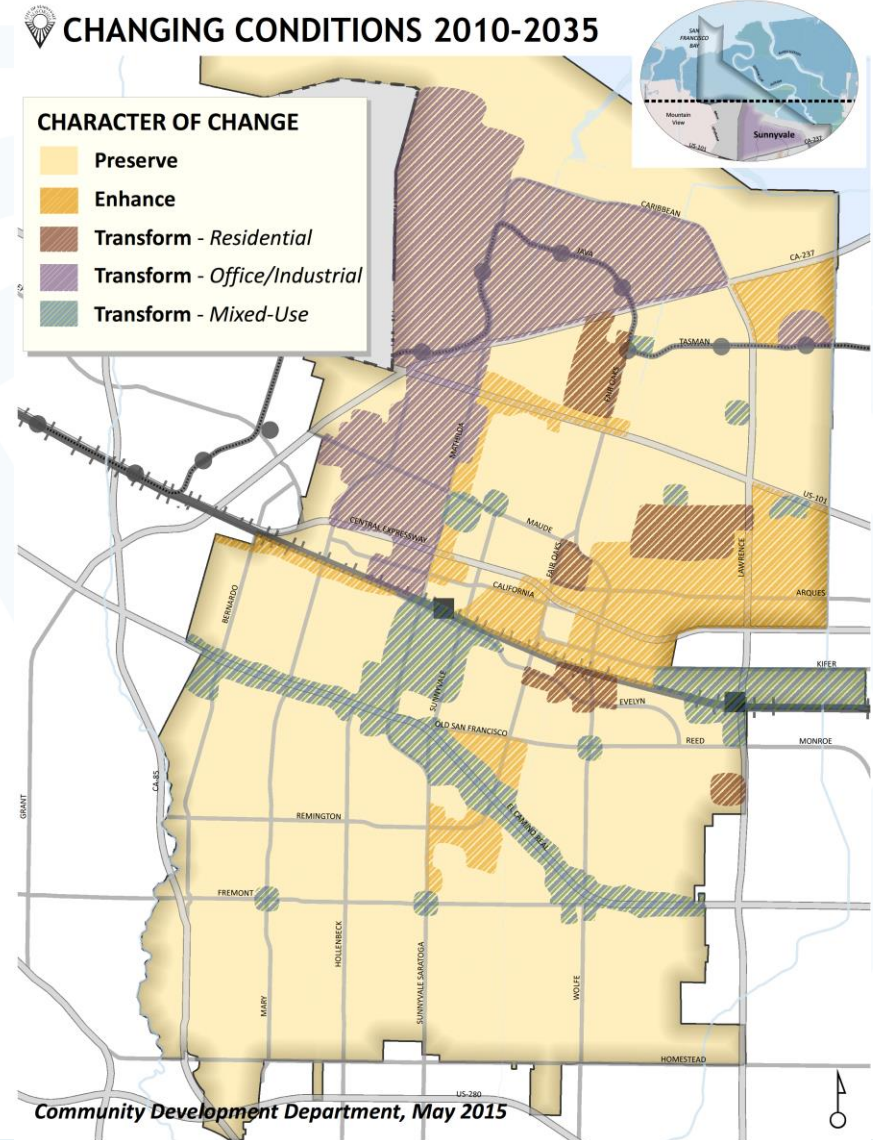 CHANGING CONDITIONS 2010-2035
SAN
FRANCISCO
BAY
Mountain
View
Sunnyvale
US-101
CA-237
CHARACTER OF CHANGE
Preserve
Enhance
Transform - Residential
Transform - Office/Industrial
Transform - Mixed-Use
CARIBBEAN
JAVA
CA-237
TASMAN
FAIR OAKS
MATHILDA
US-101
MAUDE
CENTRAL EXPRESSWAY
FAIR OAKS
LAWRENCE
CALIFORNIA
ARQUES
BERNARDO
KIFER
SUNNYVALE
EVELYN
OLD SAN FRANCISCO
REED
MONROE
CA-85
GRANT
REMINGTON
EL CAMINO REAL
FREMONT
HOLLENBECK
SUNNYVALE SARATOGA
WOLFE
MARY
HOMESTEAD
US-280
Community Development Department, May 2015